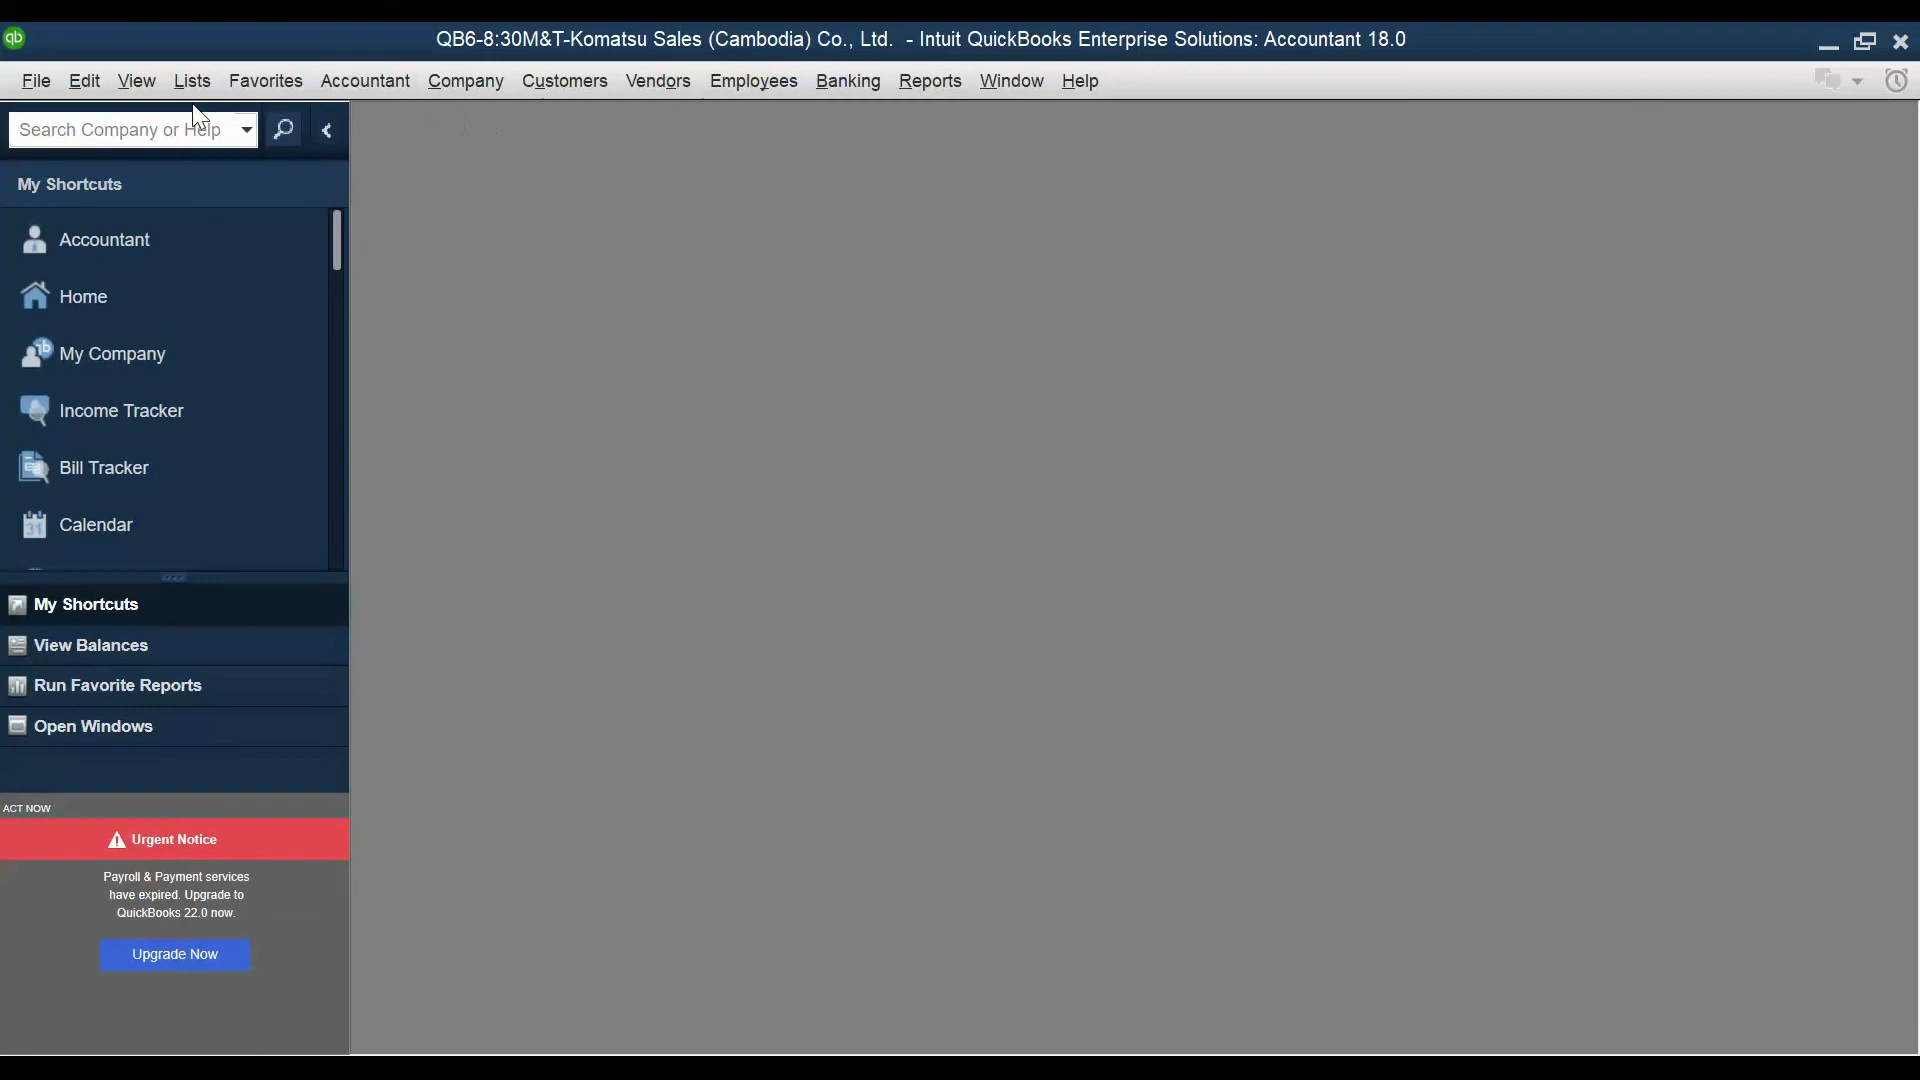 qb
QB6-8:30M&T-Komatsu Sales (Cambodia) Co., Ltd. - Intuit QuickBooks Enterprise Solutions: Accountant 18.0
File Edit View Lists Favorites Accountant Company Customers Vendors Employees Banking Reports Window Help
Search Company or Help
My Shortcuts
Accountant
Home
qb
My Company
Income Tracker
Bill Tracker
31
Calendar
My Shortcuts
View Balances
Run Favorite Reports
Open Windows
ACT NOW
Urgent Notice
Payroll & Payment services
have expired. Upgrade to
QuickBooks 22.0 now.
Upgrade Now